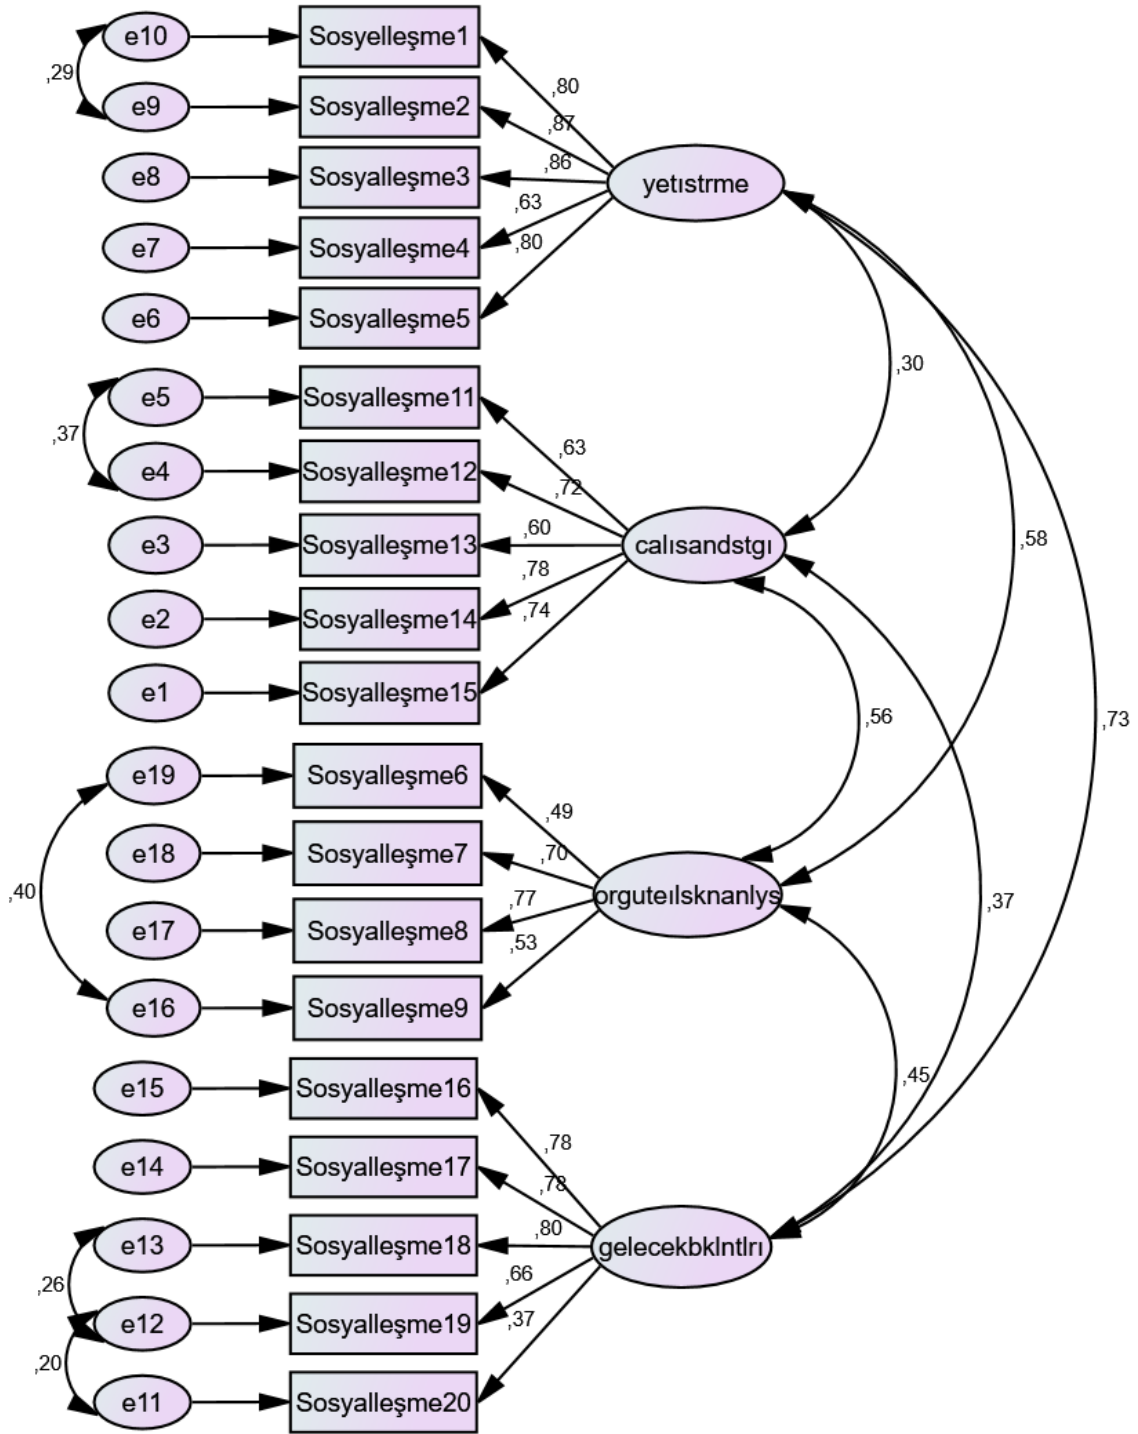 e10
Sosyelleşme1
,29
,80
e9
Sosyalleşme2
,87
e8
Sosyalleşme3
,86
yetıstrme
,63
e7
Sosyalleşme4
,80
e6
Sosyalleşme5
,30
e5
Sosyalleşme11
,37
,63
e4
Sosyalleşme12
,72
e3
Sosyalleşme13
,60
calısandstgı
,58
,78
e2
Sosyalleşme14
,74
e1
Sosyalleşme15
,56
,73
e19
Sosyalleşme6
,49
e18
Sosyalleşme7
,70
,40
,77
orguteılsknanlys
,37
e17
Sosyalleşme8
,53
e16
Sosyalleşme9
e15
Sosyalleşme16
,45
,78
e14
Sosyalleşme17
,78
e13
Sosyalleşme18
,80
gelecekbklntlrı
,26
,66
e12
Sosyalleşme19
,37
,20
e11
Sosyalleşme20